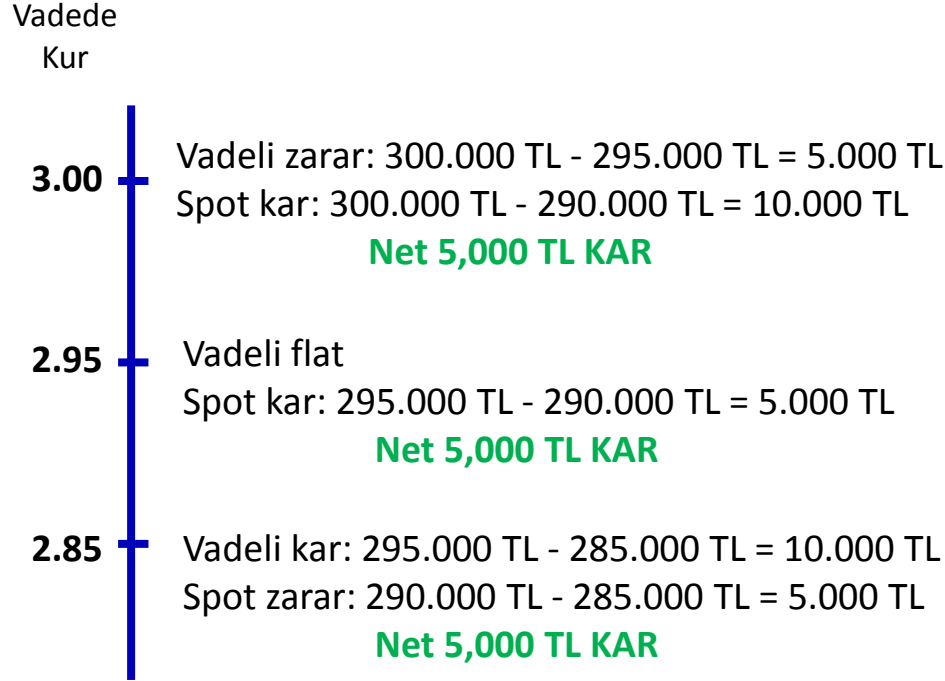 Vadede
Kur
3.00
Vadeli zarar: 300.000 TL - 295.000 TL = 5.000 TL
Spot kar: 300.000 TL - 290.000 TL = 10.000 TL
Net 5,000 TL KAR
2.95
Vadeli flat
Spot kar: 295.000 TL - 290.000 TL = 5.000 TL
Net 5,000 TL KAR
2.85
Vadeli kar: 295.000 TL - 285.000 TL = 10.000 TL
Spot zarar: 290.000 TL - 285.000 TL = 5.000 TL
Net 5,000 TL KAR